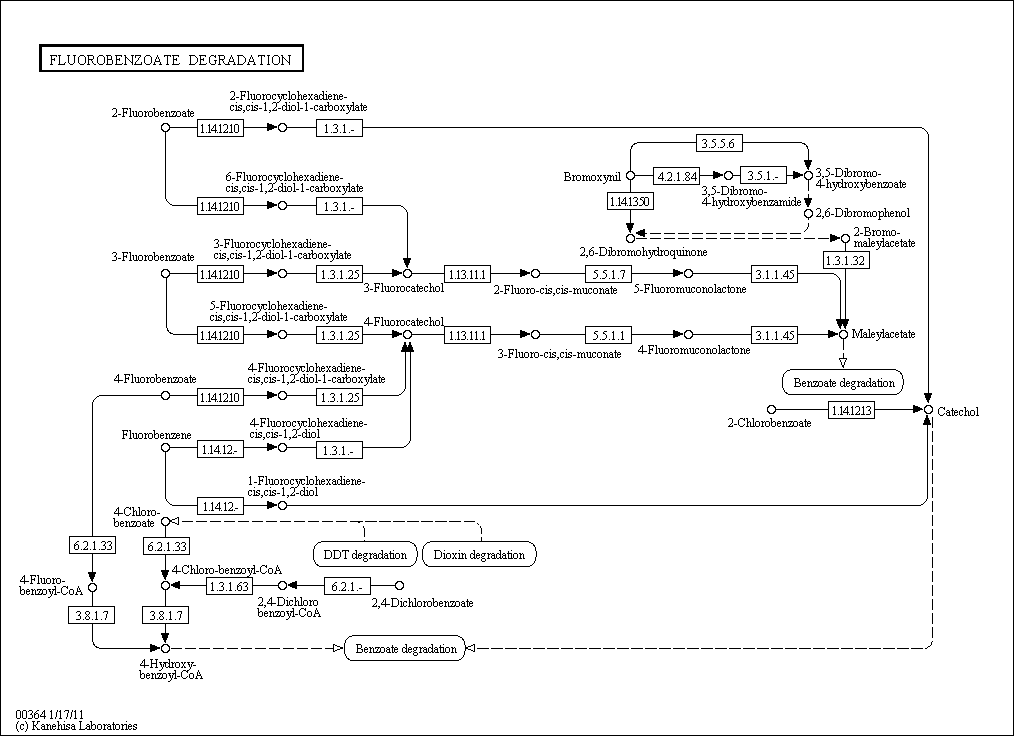 FLUOROBENZOATE DEGRADATION
2-Fluorocyclohexadiene-
cis,cis-1,2-diol-1-carboxylate
2-Fluorobenzoate
1.14.12.10
1.3.1.-
3.5.5.6
6-Fluorocyclohexadiene-
cis,cis-1,2-diol-1-carboxylate
Bromoxynil
4.2.1.84
3.5.1.-
3,5-Dibromo-
4-hydroxybenzoate
3,5-Dibromo-
4-hydroxybenzamide
1.14.12.10
1.3.1.-
1.14.13.50
2,6-Dibromophenol
2-Bromo-
maleylacetate
2,6-Dibromohydroquinone
3-Fluorocyclohexadiene-
cis,cis-1,2-diol-1-carboxylate
3-Fluorobenzoate
1.3.1.32
1.14.12.10
1.3.1.25
1.13.11.1
5.5.1.7
3.1.1.45
3-Fluorocatechol
2-Fluoro-cis,cis-muconate
5-Fluoromuconolactone
5-Fluorocyclohexadiene-
cis,cis-1,2-diol-1-carboxylate
4-Fluorocatechol
1.14.12.10
1.3.1.25
1.13.11.1
5.5.1.1
3.1.1.45
Maleylacetate
3-Fluoro-cis,cis-muconate
4-Fluoromuconolactone
4-Fluorocyclohexadiene-
cis,cis-1,2-diol-1-carboxylate
4-Fluorobenzoate
Benzoate degradation
1.14.12.10
1.3.1.25
1.14.12.13
Catechol
2-Chlorobenzoate
4-Fluorocyclohexadiene-
cis,cis-1,2-diol
Fluorobenzene
1.14.12.-
1.3.1.-
1-Fluorocyclohexadiene-
cis,cis-1,2-diol
1.14.12.-
4-Chloro-
benzoate
6.2.1.33
6.2.1.33
DDT degradation
Dioxin degradation
4-Chloro-benzoyl-CoA
4-Fluoro-
benzoyl-CoA
1.3.1.63
6.2.1.-
2,4-Dichloro
benzoyl-CoA
2,4-Dichlorobenzoate
3.8.1.7
3.8.1.7
Benzoate degradation
4-Hydroxy-
benzoyl-CoA
00364 1/17/11
(c) Kanehisa Laboratories